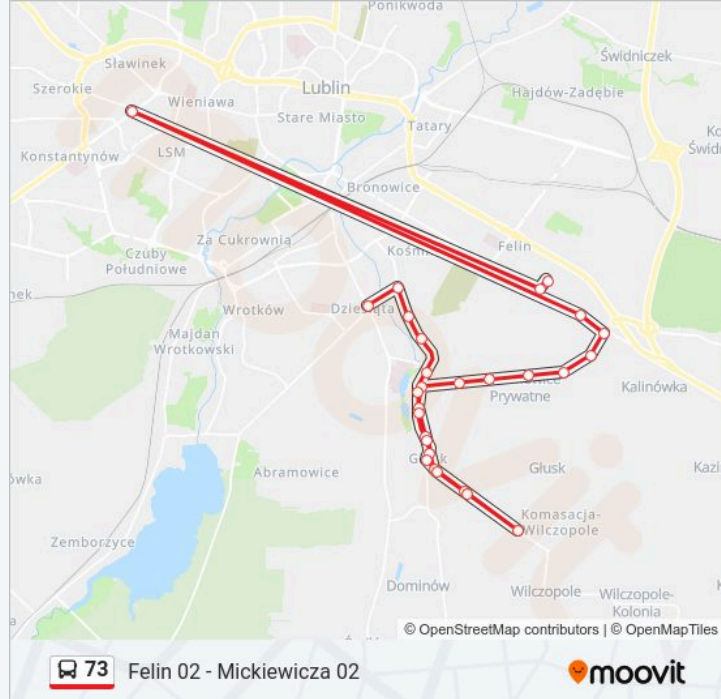 Ponikwoda
Sławinek
Świdniczek
Szerokie
Wieniawa
Lublin
Hajdów-Zadębie
Stare Miasto
Tatary
Konstantynów
LSM
Bronowice
Za Cukrownią
Felin
Czuby
Południowe
Wrotków
Majdan
Wrotkowski
Prywatne
Kalinówka
Abramowice
Głusk
Komasacja-
Wilczopole
Zemborzyce
Dominów
Wilczopole
Wilczopole-
Kolonia
© OpenStreetMap contributors | © OpenMapTiles
73 Felin 02 - Mickiewicza 02 moovit